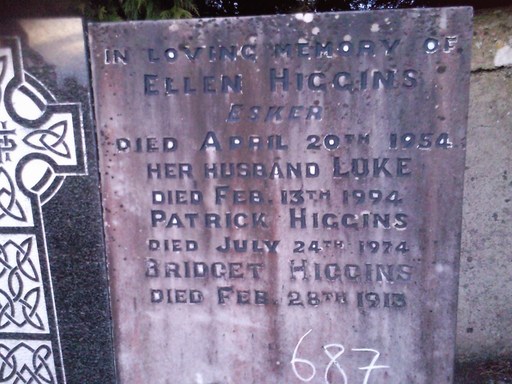 IN LOVING MEMORY OF
ELLEN HIGGINS
ESKER
DIED APRIL 20TH 1954
HER HUSBAND LUKE
DIED FEB. 13TH 1994
PATRICK HIGGINS
DIED JULY 24TH 1974
BRIDGET HIGGINS
DIED FEB. 28TH 1913
687